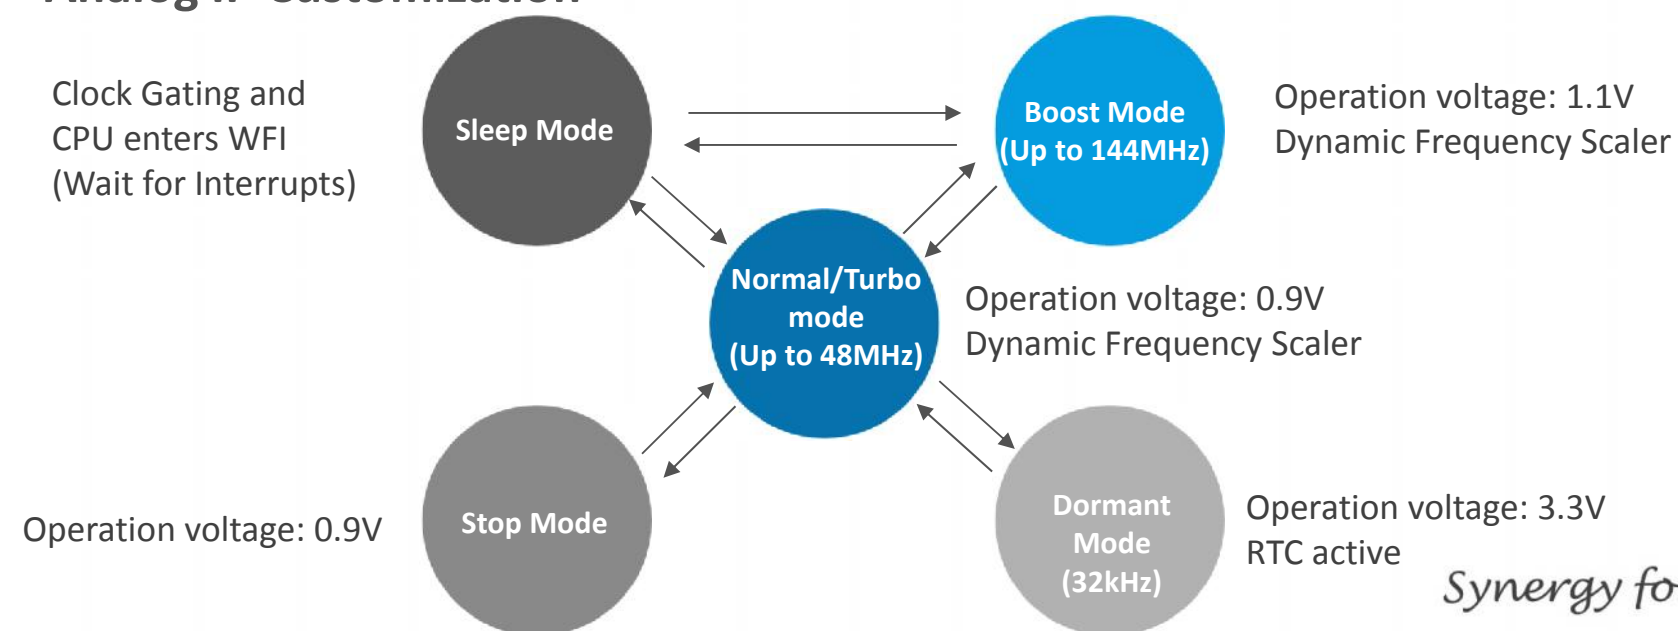 Clock Gating and
CPU enters WFI
(Wait for Interrupts)
Sleep Mode
Boost Mode
(Up to 144MHz)
Operation voltage: 1.1V
Dynamic Frequency Scaler
Normal/Turbo
mode
(Up to 48MHz)
Operation voltage: 0.9V
Dynamic Frequency Scaler
Operation voltage: 0.9V
Stop Mode
Dormant
Mode
(32kHz)
Operation voltage: 3.3V
RTC active
Synergy fo